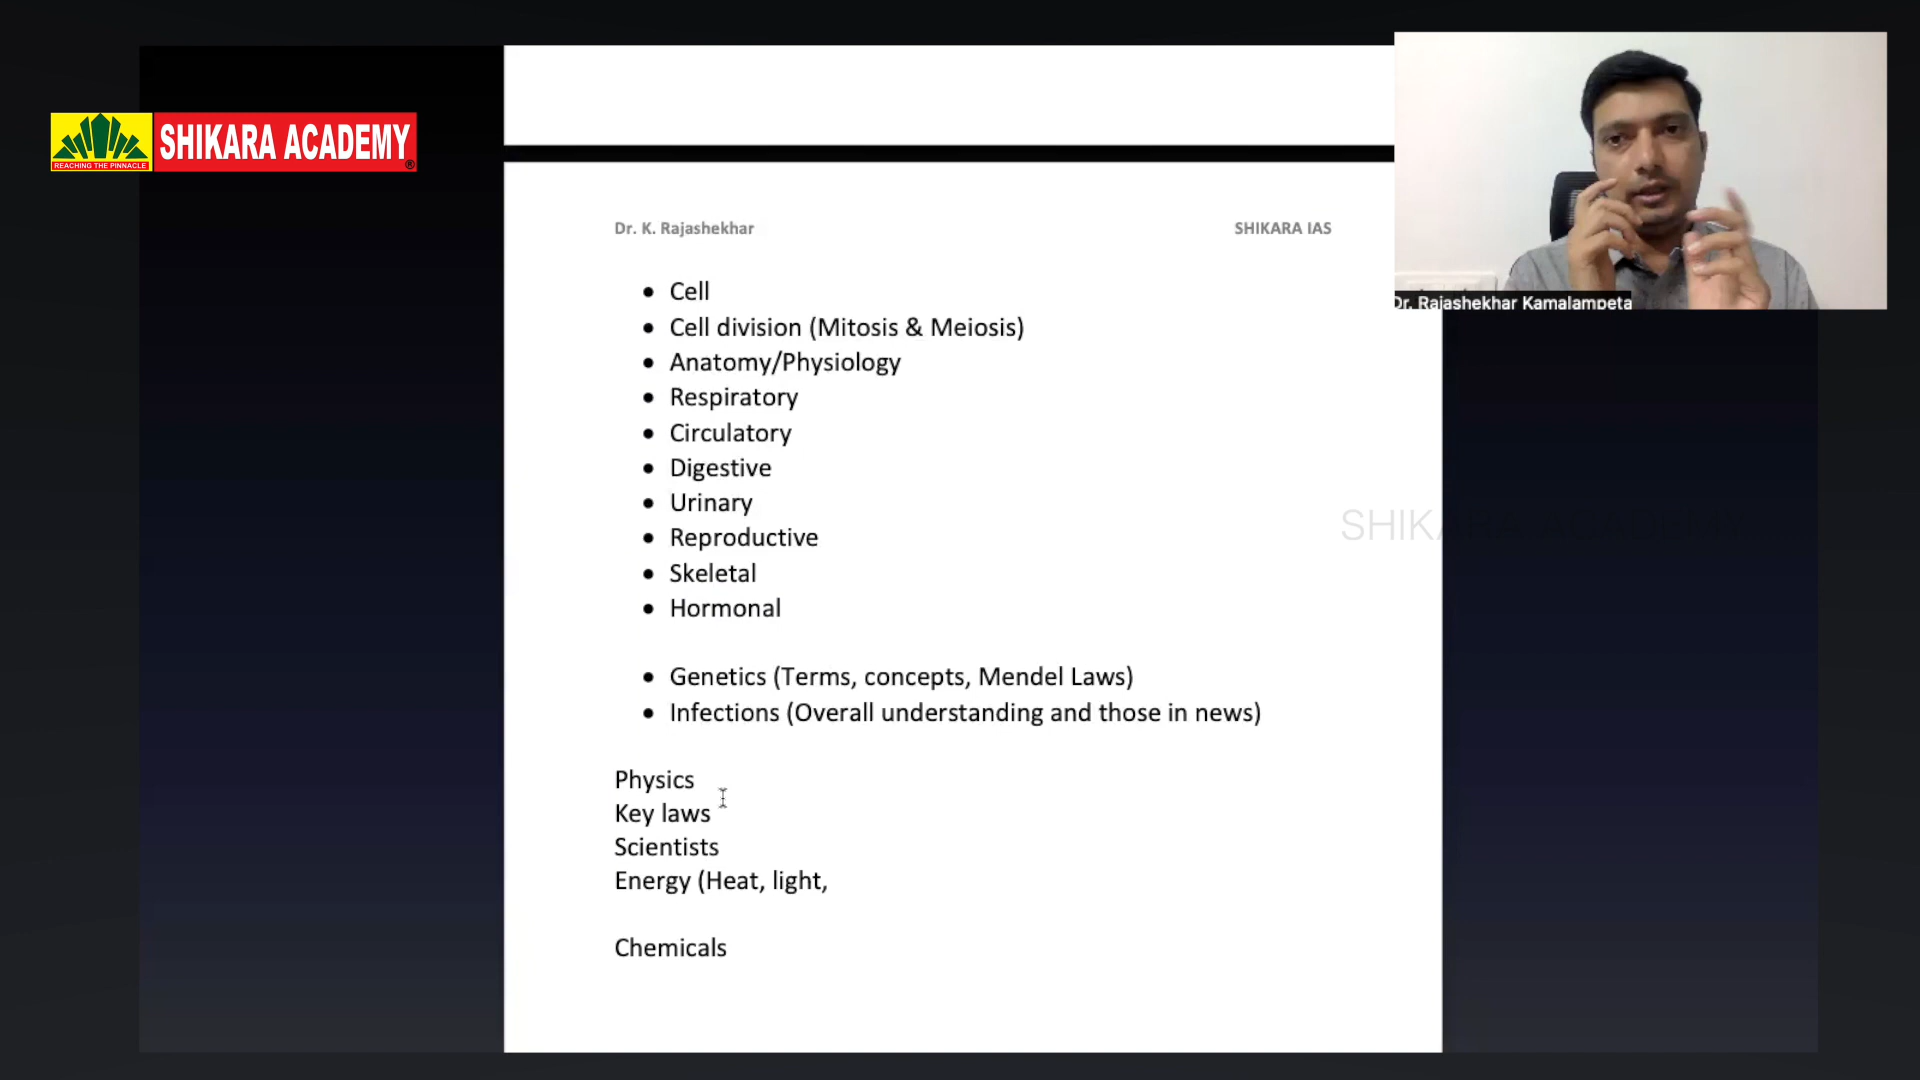 SHIKARA ACADEMY
REACHING THE PINNACLE
Dr. K. Rajashekhar
SHIKARA IAS
• Cell
• Cell division (Mitosis & Meiosis)
• Anatomy/Physiology
• Respiratory
• Circulatory
• Digestive
• Urinary
• Reproductive
• Skeletal
• Hormonal
• Genetics (Terms, concepts, Mendel Laws)
• Infections (Overall understanding and those in news)
Physics
Key laws
Scientists
Energy (Heat, light,
Chemicals
Dr. Rajashekhar Kamalampeta